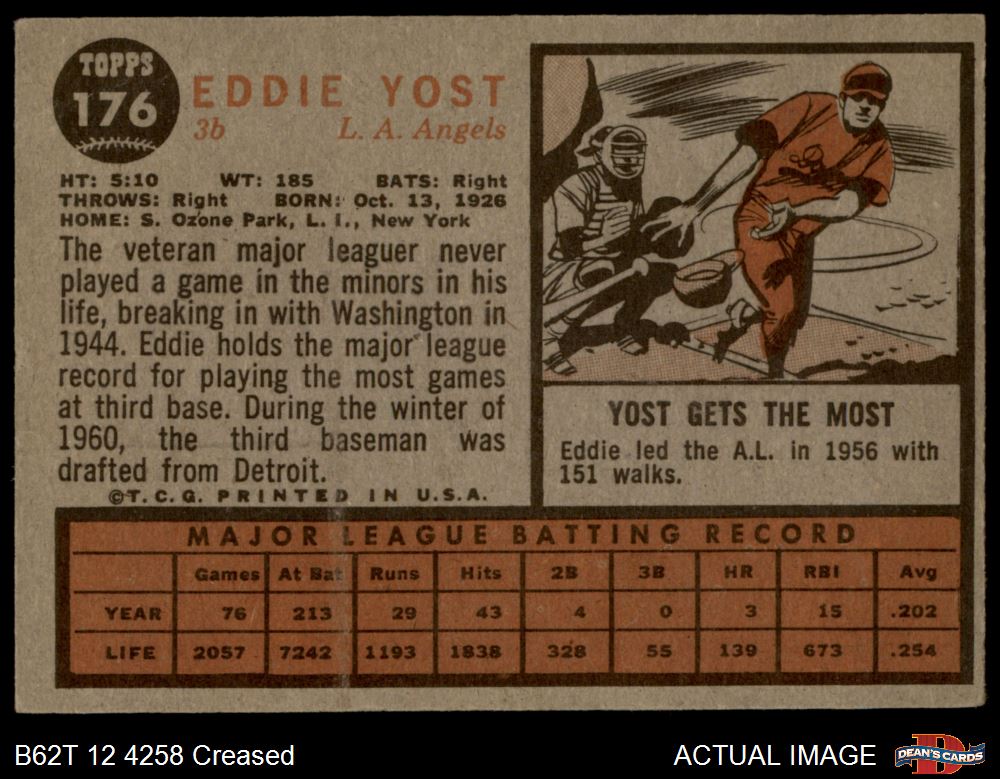 TOPPS
176
EDDIE YOST
3b L. A. Angels
HT: 5:10 WT: 185 BATS: Right
THROWS: Right BORN: Oct. 13, 1926
HOME: S. Ozone Park, L. I., New York
The veteran major leaguer never
played a game in the minors in his
life, breaking in with Washington in
1944. Eddie holds the major league
record for playing the most games
at third base. During the winter of
1960, the third baseman was
drafted from Detroit.
©T.C.G. PRINTED IN U.S.A.
YOST GETS THE MOST
Eddie led the A.L. in 1956 with
151 walks.
MAJOR LEAGUE BATTING RECORD
Games At Bat Runs Hits 2B 3B HR RBI Avg
YEAR 76 213 29 43 4 0 3 15 .202
LIFE 2057 7242 1193 1838 328 55 139 673 .254
B62T 12 4258 Creased
ACTUAL IMAGE
D
DEAN'S CARDS